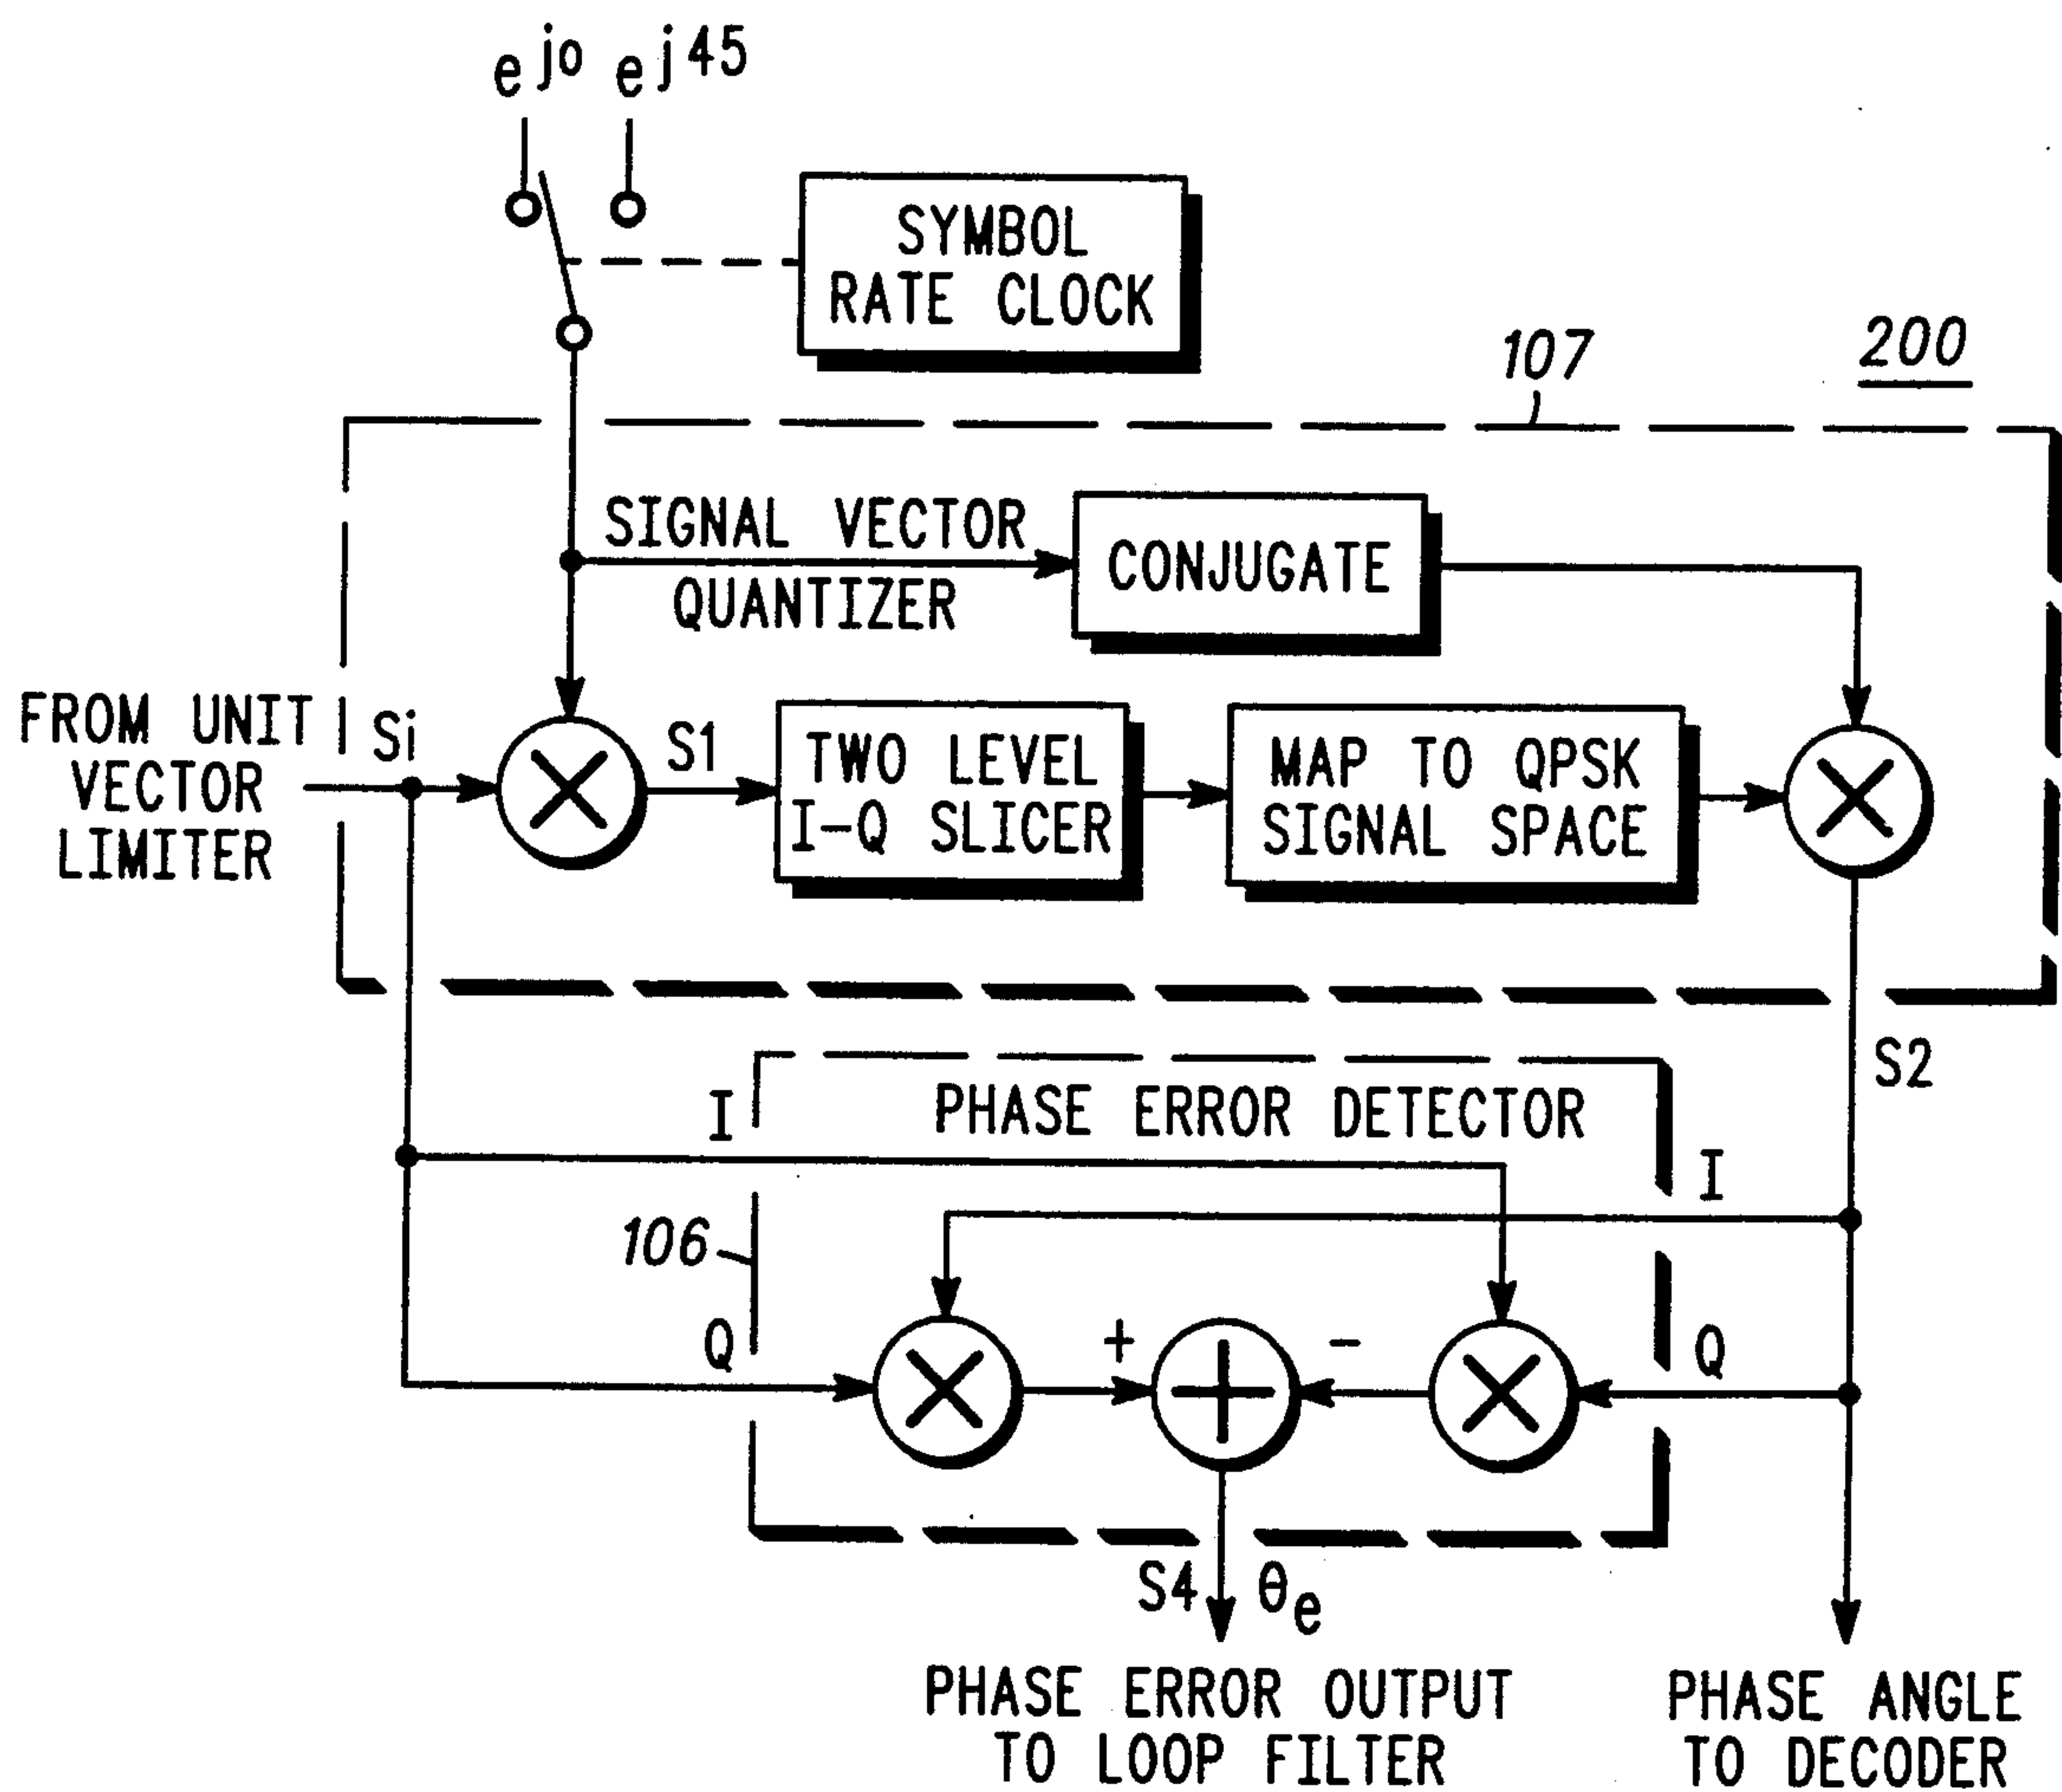 e^jo e^j45
SYMBOL
RATE CLOCK
107
200
SIGNAL VECTOR
QUANTIZER
CONJUGATE
FROM UNIT
VECTOR
LIMITER
Si
S1
TWO LEVEL
I-Q SLICER
MAP TO QPSK
SIGNAL SPACE
S2
I
PHASE ERROR DETECTOR
I
106
Q
+
-
Q
S4 θe
PHASE ERROR OUTPUT
TO LOOP FILTER
PHASE ANGLE
TO DECODER